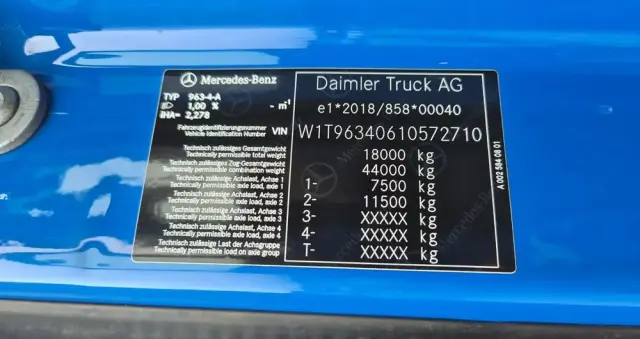 Mercedes-Benz
TYP 963-4-A
1,00 % - m¹
iHA= 2,278
Daimler Truck AG
e1*2018/858*00040
Fahrzeugidentifizierungsnummer
Vehicle Identification Number VIN W1T96340610572710
Technisch zulässiges Gesamtgewicht
Technically permissible total weight 18000 kg
Technisch zulässiges Zug-Gesamtgewicht
Technically permissible combination weight 44000 kg
Technisch zulässige Achslast, Achse 1
Technically permissible axle load, axle 1 1- 7500 kg
Technisch zulässige Achslast, Achse 2
Technically permissible axle load, axle 2 2- 11500 kg
Technisch zulässige Achslast, Achse 3
Technically permissible axle load, axle 3 3- XXXXX kg
Technisch zulässige Achslast, Achse 4
Technically permissible axle load, axle 4 4- XXXXX kg
Technisch zulässige Last der Achsgruppe
Technically permissible load on axle group T- XXXXX kg
A 002 584 08 01